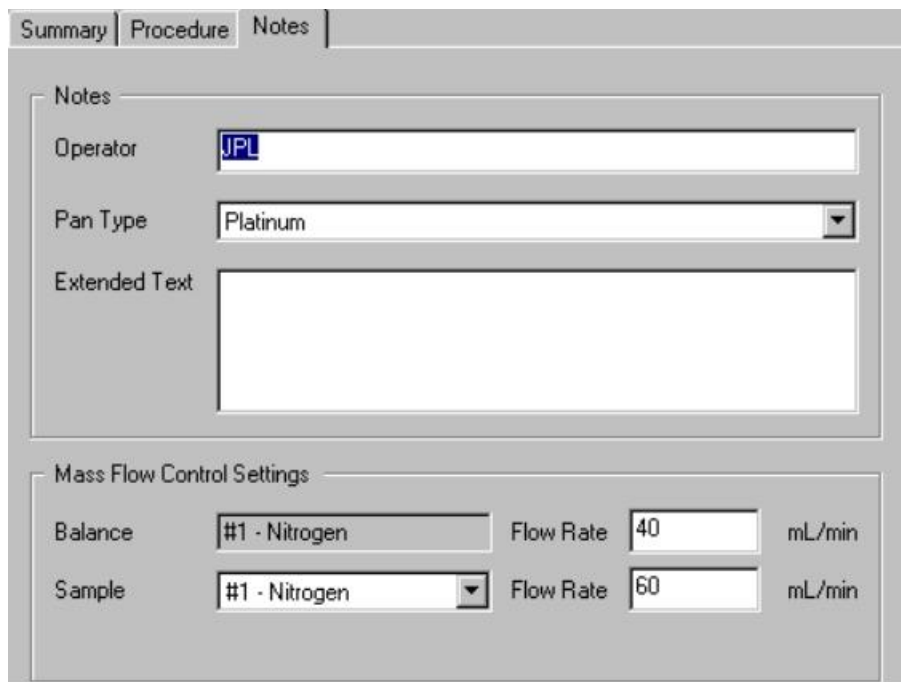 Summary Procedure Notes
Notes
Operator JPL
Pan Type Platinum
Extended Text
Mass Flow Control Settings
Balance #1 - Nitrogen Flow Rate 40 mL/min
Sample #1 - Nitrogen Flow Rate 60 mL/min